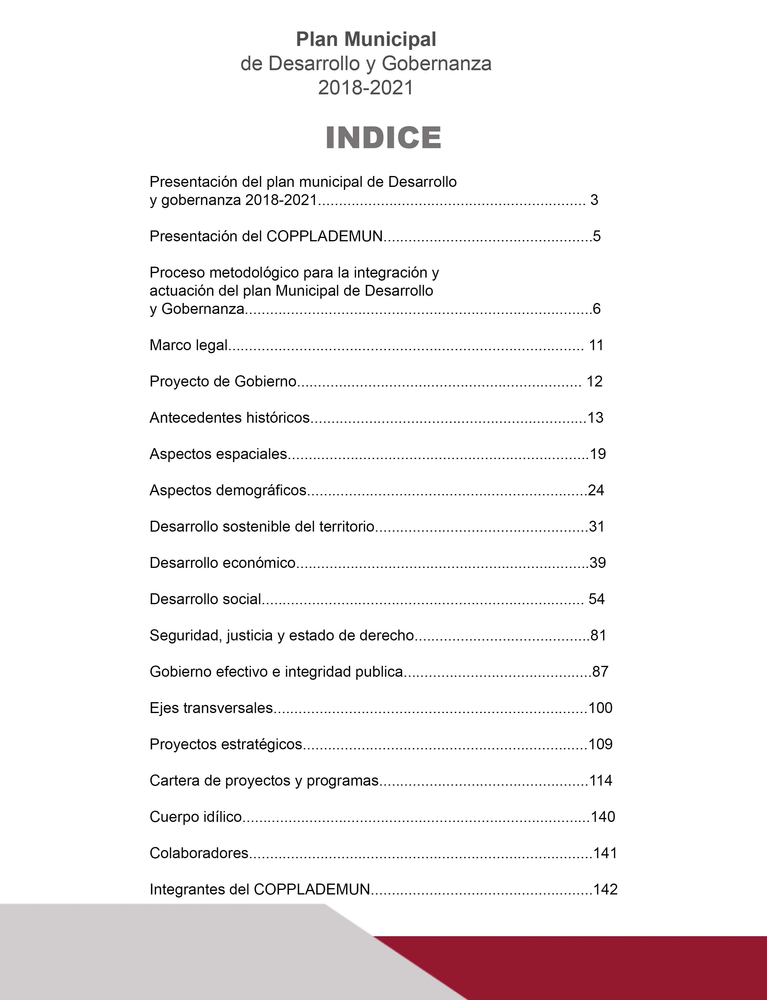 Plan Municipal
de Desarrollo y Gobernanza
2018-2021
INDICE
Presentación del plan municipal de Desarrollo
y gobernanza 2018-2021................................................................ 3
Presentación del COPPLADEMUN..................................................5
Proceso metodológico para la integración y
actuación del plan Municipal de Desarrollo
y Gobernanza...................................................................................6
Marco legal..................................................................................... 11
Proyecto de Gobierno.................................................................... 12
Antecedentes históricos..................................................................13
Aspectos espaciales........................................................................19
Aspectos demográficos...................................................................24
Desarrollo sostenible del territorio...................................................31
Desarrollo económico......................................................................39
Desarrollo social............................................................................. 54
Seguridad, justicia y estado de derecho..........................................81
Gobierno efectivo e integridad publica.............................................87
Ejes transversales...........................................................................100
Proyectos estratégicos....................................................................109
Cartera de proyectos y programas..................................................114
Cuerpo idílico...................................................................................140
Colaboradores..................................................................................141
Integrantes del COPPLADEMUN.....................................................142